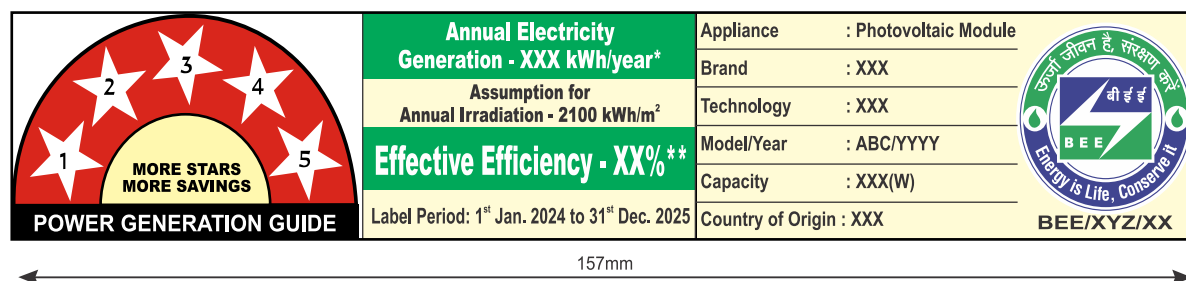 1
2
3
4
5
MORE STARS
MORE SAVINGS
POWER GENERATION GUIDE
Annual Electricity
Generation - XXX kWh/year*
Assumption for
Annual Irradiation - 2100 kWh/m²
Effective Efficiency - XX%**
Label Period: 1st Jan. 2024 to 31st Dec. 2025
Appliance : Photovoltaic Module
Brand : XXX
Technology : XXX
Model/Year : ABC/YYYY
Capacity : XXX(W)
Country of Origin : XXX
ऊर्जा जीवन है, संरक्षण करें
बी ई ई
BEE
Energy is Life, Conserve it
BEE/XYZ/XX
157mm